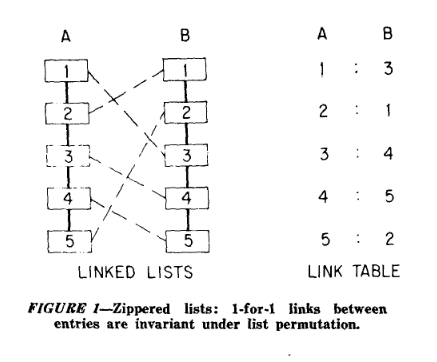 A B A B
1 1 1 : 3
2 2 2 : 1
3 3 3 : 4
4 4 4 : 5
5 5 5 : 2
LINKED LISTS LINK TABLE
FIGURE 1—Zippered lists: 1-for-1 links between
entries are invariant under list permutation.